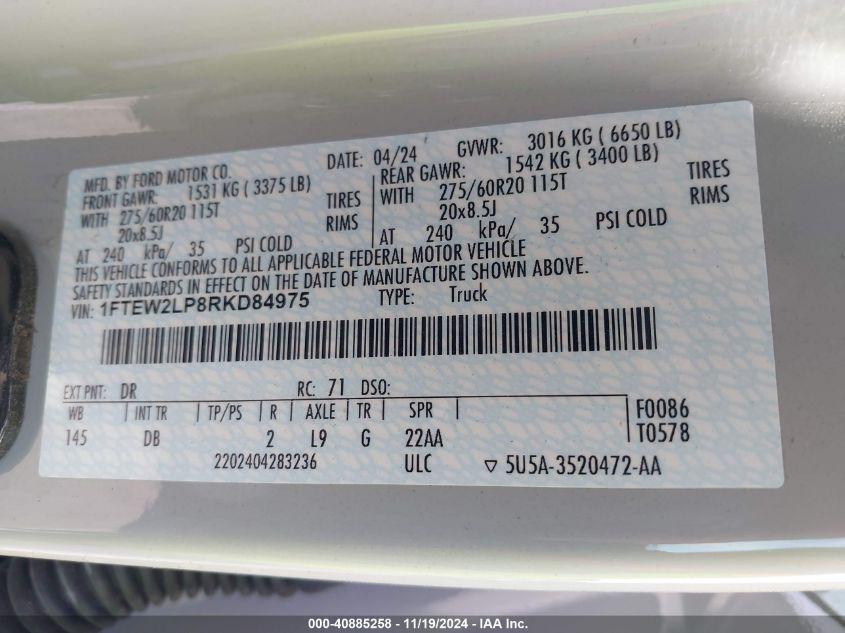 MFD. BY FORD MOTOR CO. DATE: 04/24 GVWR: 3016 KG ( 6650 LB)
FRONT GAWR: 1531 KG ( 3375 LB) REAR GAWR: 1542 KG ( 3400 LB)
WITH 275/60R20 115T TIRES WITH 275/60R20 115T TIRES
20x8.5J RIMS 20x8.5J RIMS
AT 240 kPa/ 35 PSI COLD AT 240 kPa/ 35 PSI COLD
THIS VEHICLE CONFORMS TO ALL APPLICABLE FEDERAL MOTOR VEHICLE
SAFETY STANDARDS IN EFFECT ON THE DATE OF MANUFACTURE SHOWN ABOVE.
VIN: 1FTEW2LP8RKD84975 TYPE: Truck
EXT PNT: DR RC: 71 DSO:
WB INT TR TP/PS R AXLE TR SPR F0086
145 DB 2 L9 G 22AA T0578
2202404283236 ULC ▽ 5U5A-3520472-AA
000-40885258 - 11/19/2024 - IAA Inc.